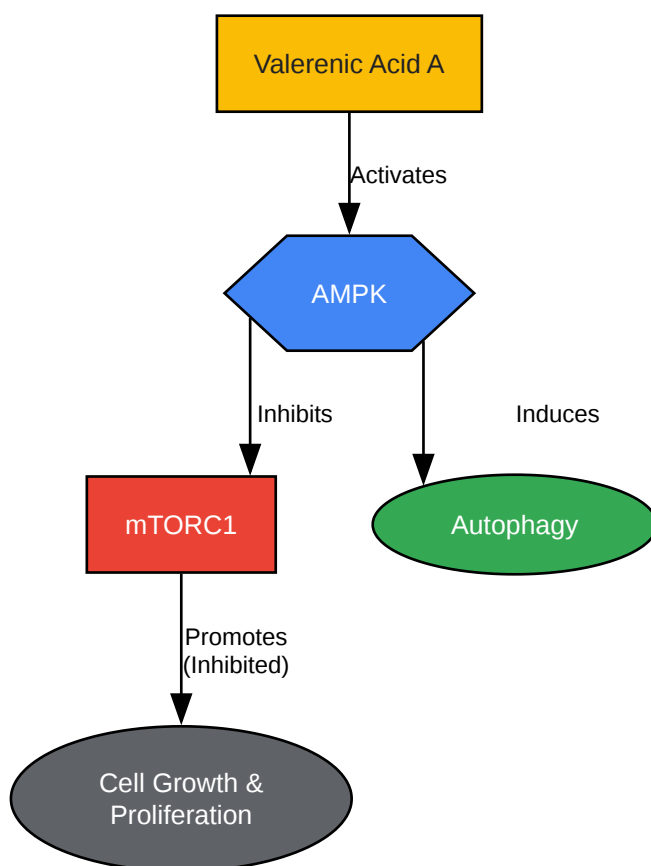 Valerenic Acid A
Activates
AMPK
Inhibits
Induces
mTORC1
Autophagy
Promotes
(Inhibited)
Cell Growth &
Proliferation